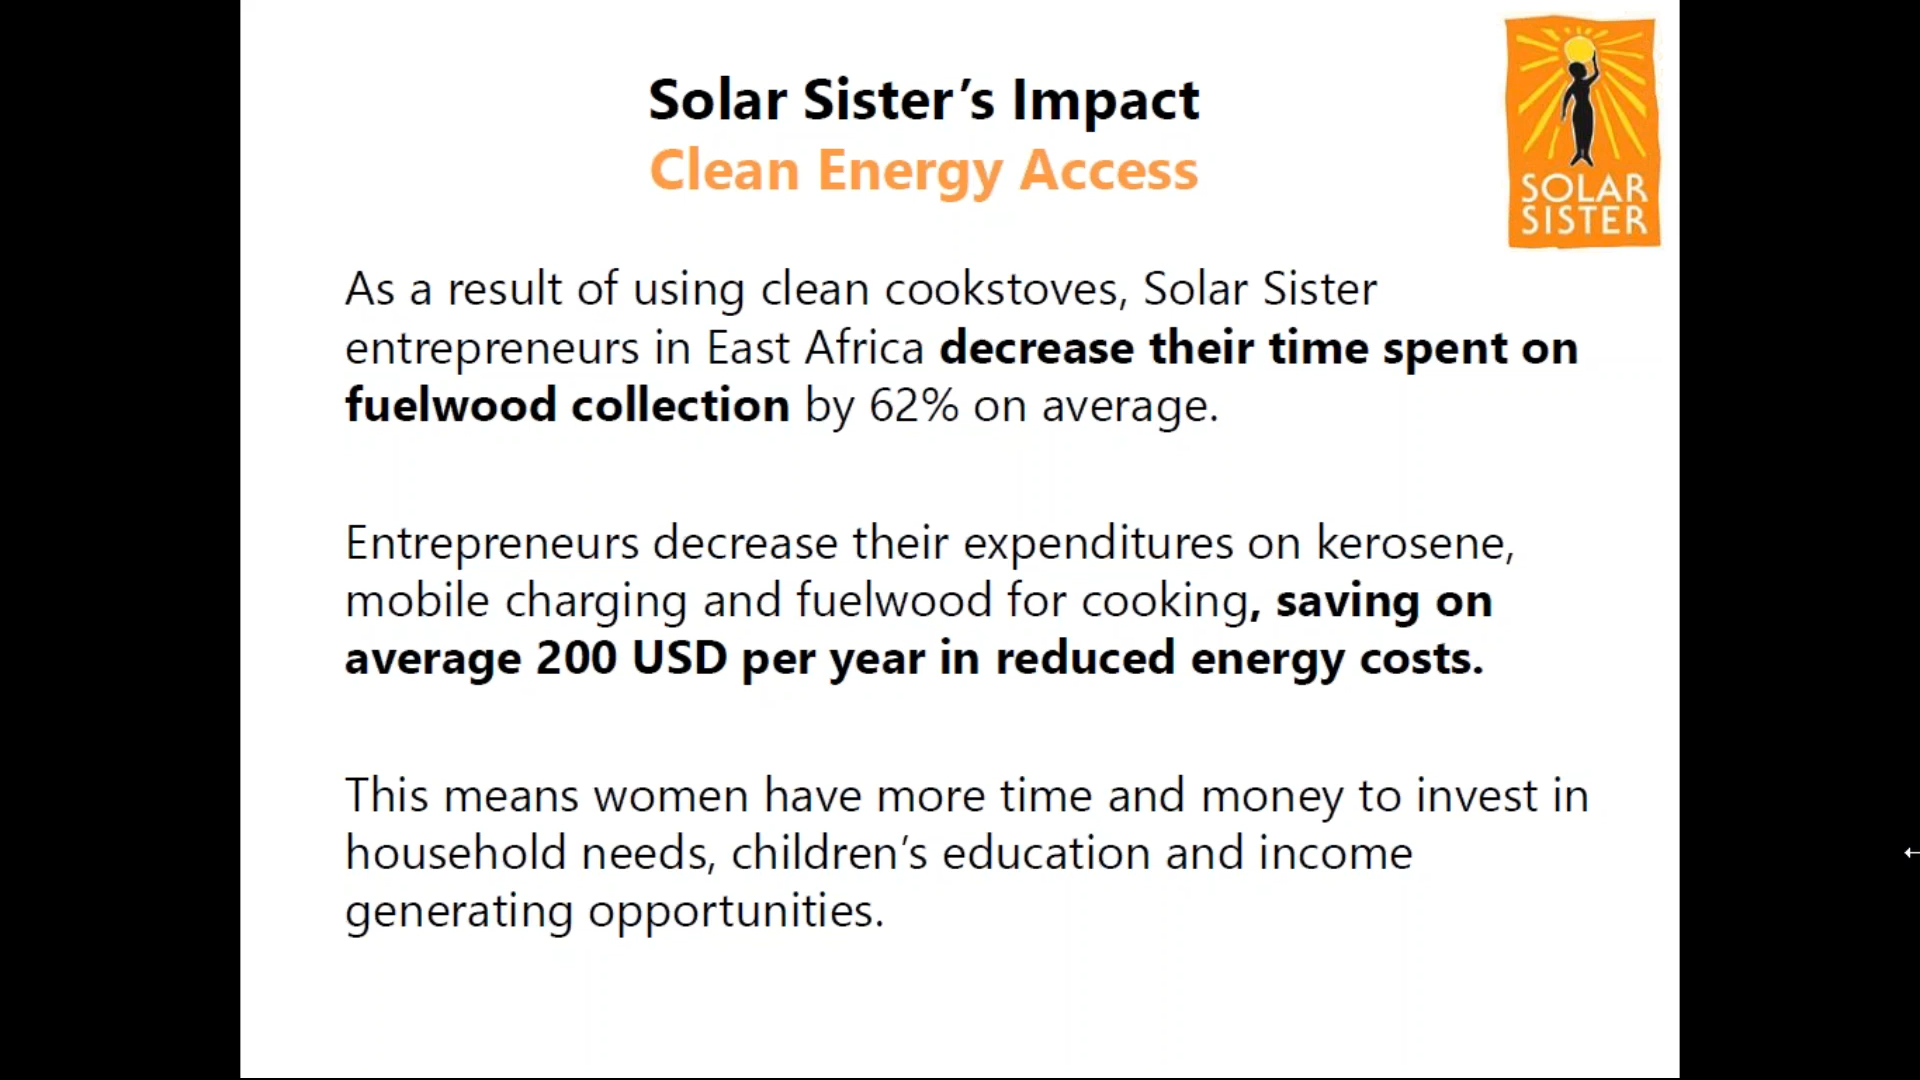 Solar Sister’s Impact
Clean Energy Access
SOLAR
SISTER
As a result of using clean cookstoves, Solar Sister
entrepreneurs in East Africa decrease their time spent on
fuelwood collection by 62% on average.
Entrepreneurs decrease their expenditures on kerosene,
mobile charging and fuelwood for cooking, saving on
average 200 USD per year in reduced energy costs.
This means women have more time and money to invest in
household needs, children’s education and income
generating opportunities.